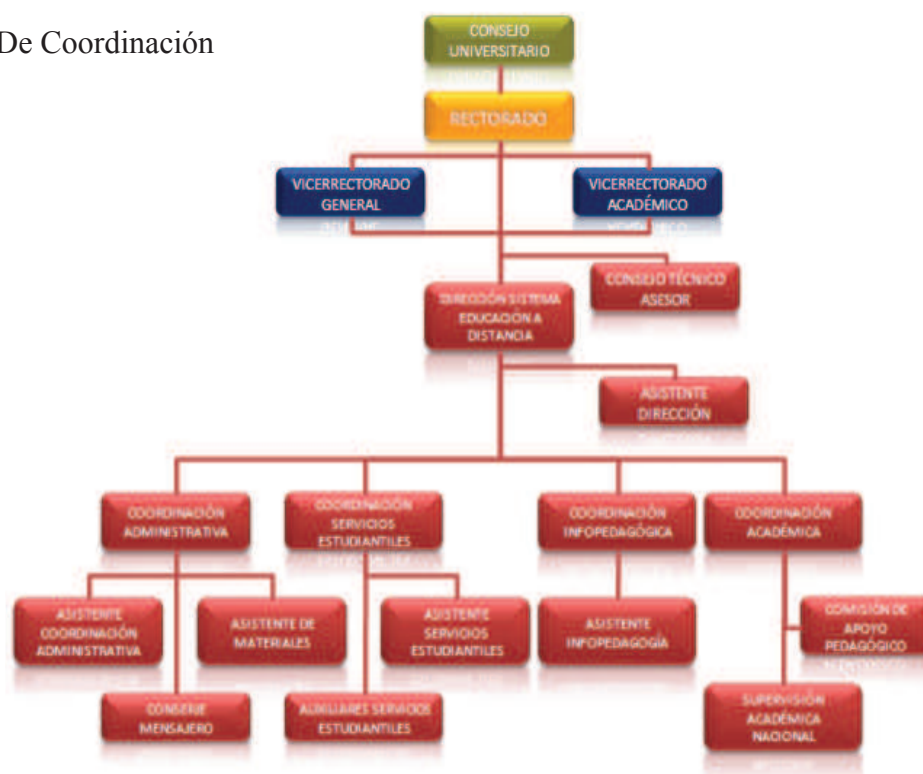 De Coordinación
CONSEJO
UNIVERSITARIO
RECTORADO
VICERRECTORADO
GENERAL
VICERRECTORADO
ACADÉMICO
CONSEJO TÉCNICO
ASESOR
DIRECCIÓN SISTEMA
EDUCACIÓN A
DISTANCIA
ASISTENTE
DIRECCIÓN
COORDINACIÓN
ADMINISTRATIVA
COORDINACIÓN
SERVICIOS
ESTUDIANTILES
COORDINACIÓN
INFOPEDAGÓGICA
COORDINACIÓN
ACADÉMICA
ASISTENTE
COORDINACIÓN
ADMINISTRATIVA
ASISTENTE DE
MATERIALES
ASISTENTE
SERVICIOS
ESTUDIANTILES
ASISTENTE
INFOPEDAGOGÍA
COMISIÓN DE
APOYO
PEDAGÓGICO
CONSERJE
MENSAJERO
AUXILIARES SERVICIOS
ESTUDIANTILES
SUPERVISIÓN
ACADÉMICA
NACIONAL